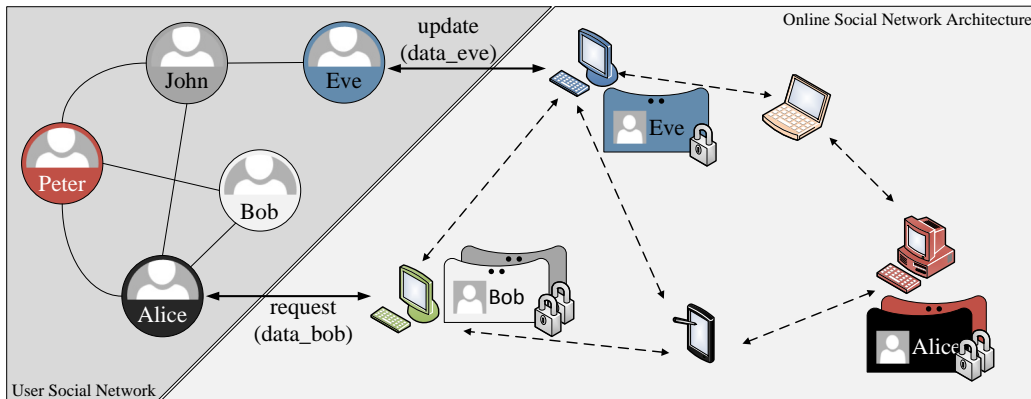 Online Social Network Architecture
update
(data_eve)
John
Eve
Eve
Peter
Bob
Bob
Alice
request
(data_bob)
Alice
User Social Network